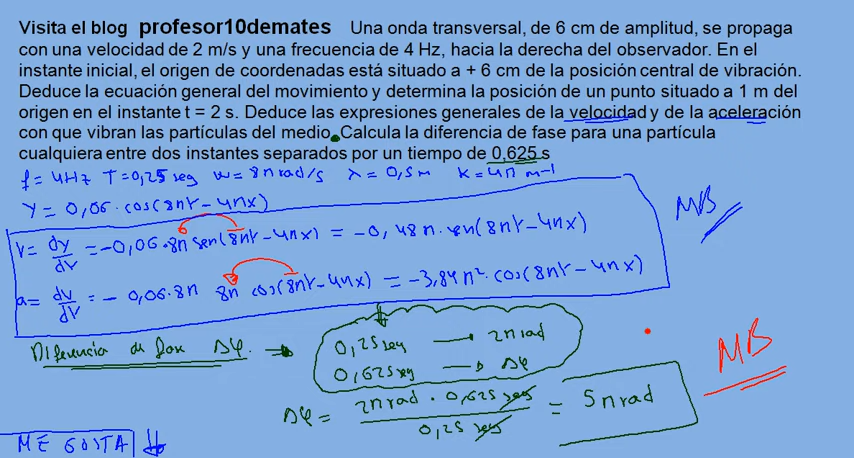 Visita el blog profesor10demates Una onda transversal, de 6 cm de amplitud, se propaga
con una velocidad de 2 m/s y una frecuencia de 4 Hz, hacia la derecha del observador. En el
instante inicial, el origen de coordenadas está situado a + 6 cm de la posición central de vibración.
Deduce la ecuación general del movimiento y determina la posición de un punto situado a 1 m del
origen en el instante t = 2 s. Deduce las expresiones generales de la velocidad y de la aceleración
con que vibran las partículas del medio. Calcula la diferencia de fase para una partícula
cualquiera entre dos instantes separados por un tiempo de 0,625 s
f = 4Hz T=0,25 seg w = 8π rad/s λ = 0,5m K = 4π m-1
y = 0,06 · cos(8πt - 4πx)
V = dy/dt = -0,06 · 8π sen(8πt - 4πx) = -0,48π · sen(8πt - 4πx)
MB
a = dv/dt = - 0,06·8π 8π cos(8πt - 4πx) = -3,84π² · cos(8πt - 4πx)
Diferencia de fase Δφ →
0,25 seg → 2π rad
0,625 seg → Δφ
MB
Δφ = 2π rad · 0,625 seg / 0,25 seg = 5π rad
ME GUSTA